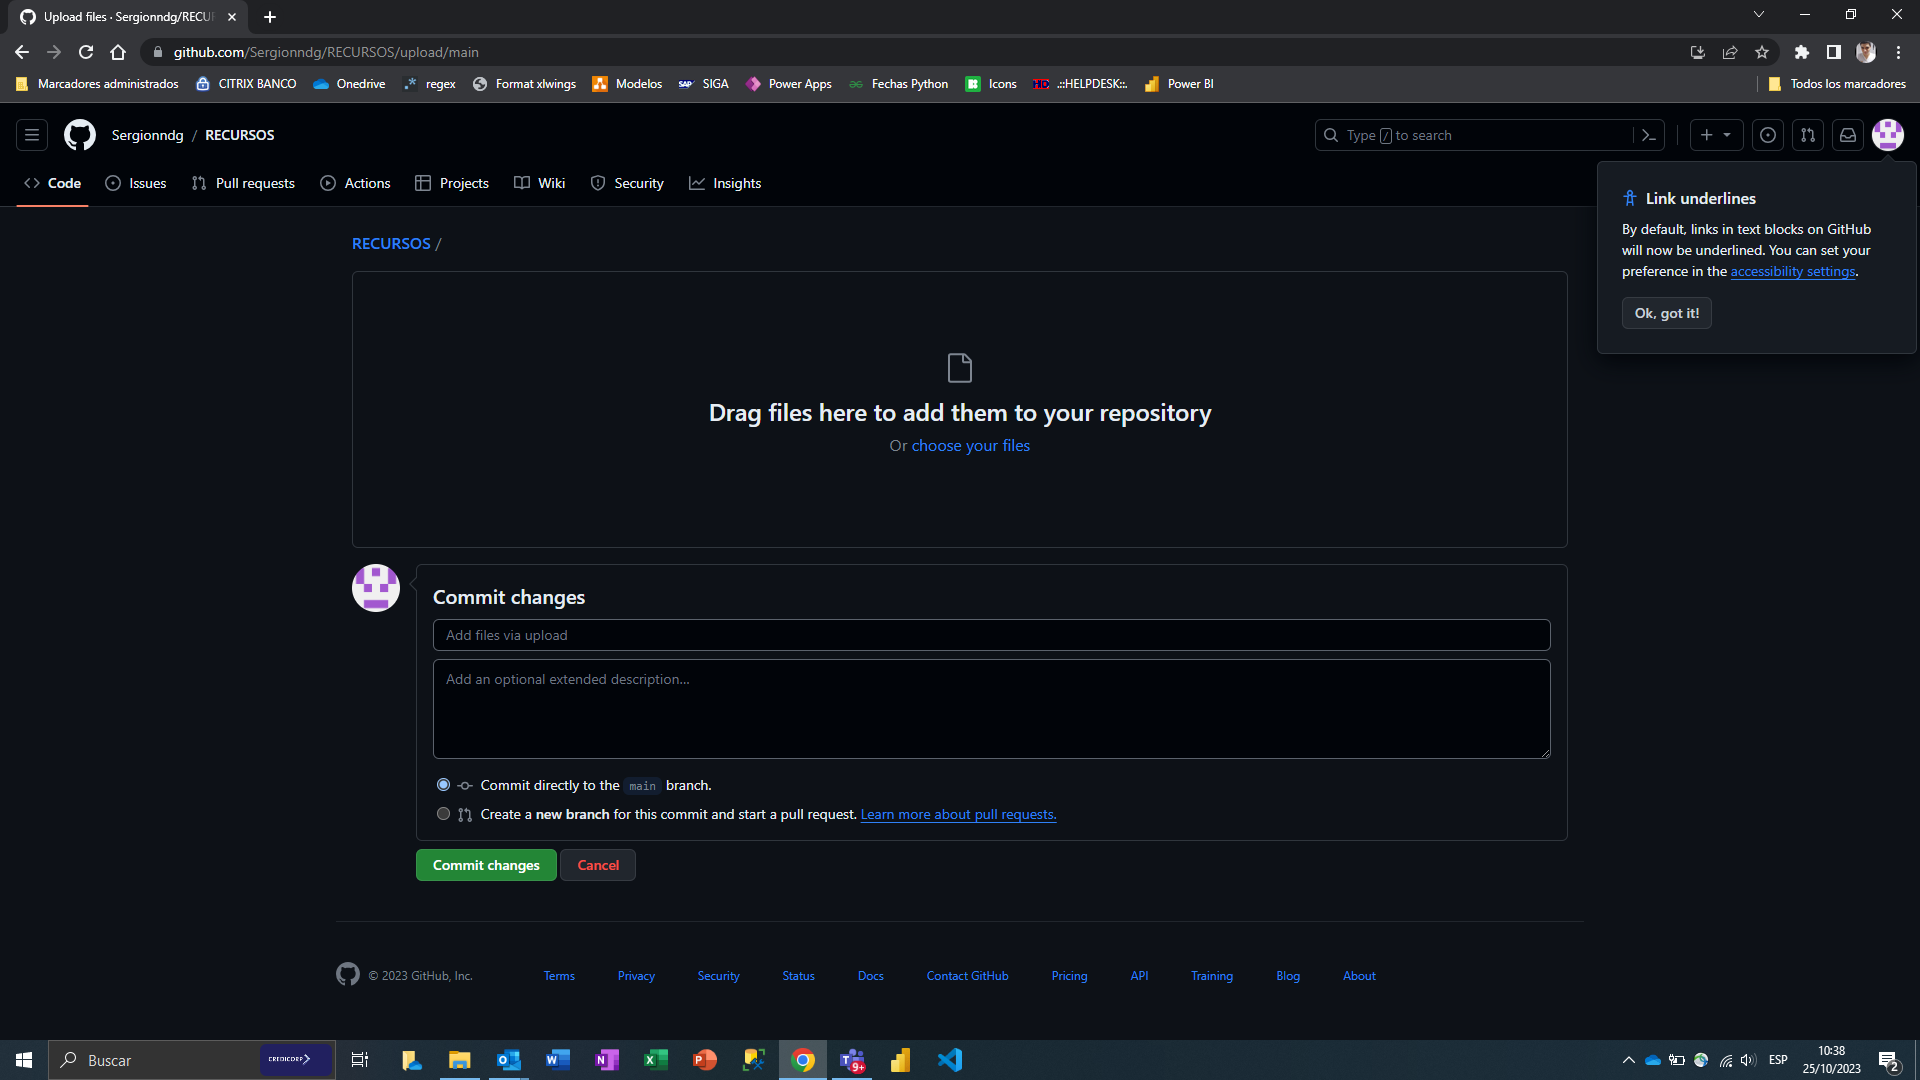 Upload files · Sergionndg/RECUR
github.com/Sergionndg/RECURSOS/upload/main
Marcadores administrados
CITRIX BANCO
Onedrive
regex
Format xlwings
Modelos
SAP
SIGA
Power Apps
Fechas Python
Icons
HD
.::HELPDESK::.
Power BI
Todos los marcadores
Sergionndg / RECURSOS
Type / to search
Code
Issues
Pull requests
Actions
Projects
Wiki
Security
Insights
Link underlines
By default, links in text blocks on GitHub
will now be underlined. You can set your
preference in the accessibility settings.
Ok, got it!
RECURSOS /
Drag files here to add them to your repository
Or choose your files
Commit changes
Add files via upload
Add an optional extended description...
Commit directly to the main branch.
Create a new branch for this commit and start a pull request. Learn more about pull requests.
Commit changes
Cancel
© 2023 GitHub, Inc.
Terms
Privacy
Security
Status
Docs
Contact GitHub
Pricing
API
Training
Blog
About
Buscar
CREDICORP
9+
ESP
10:38
25/10/2023
2